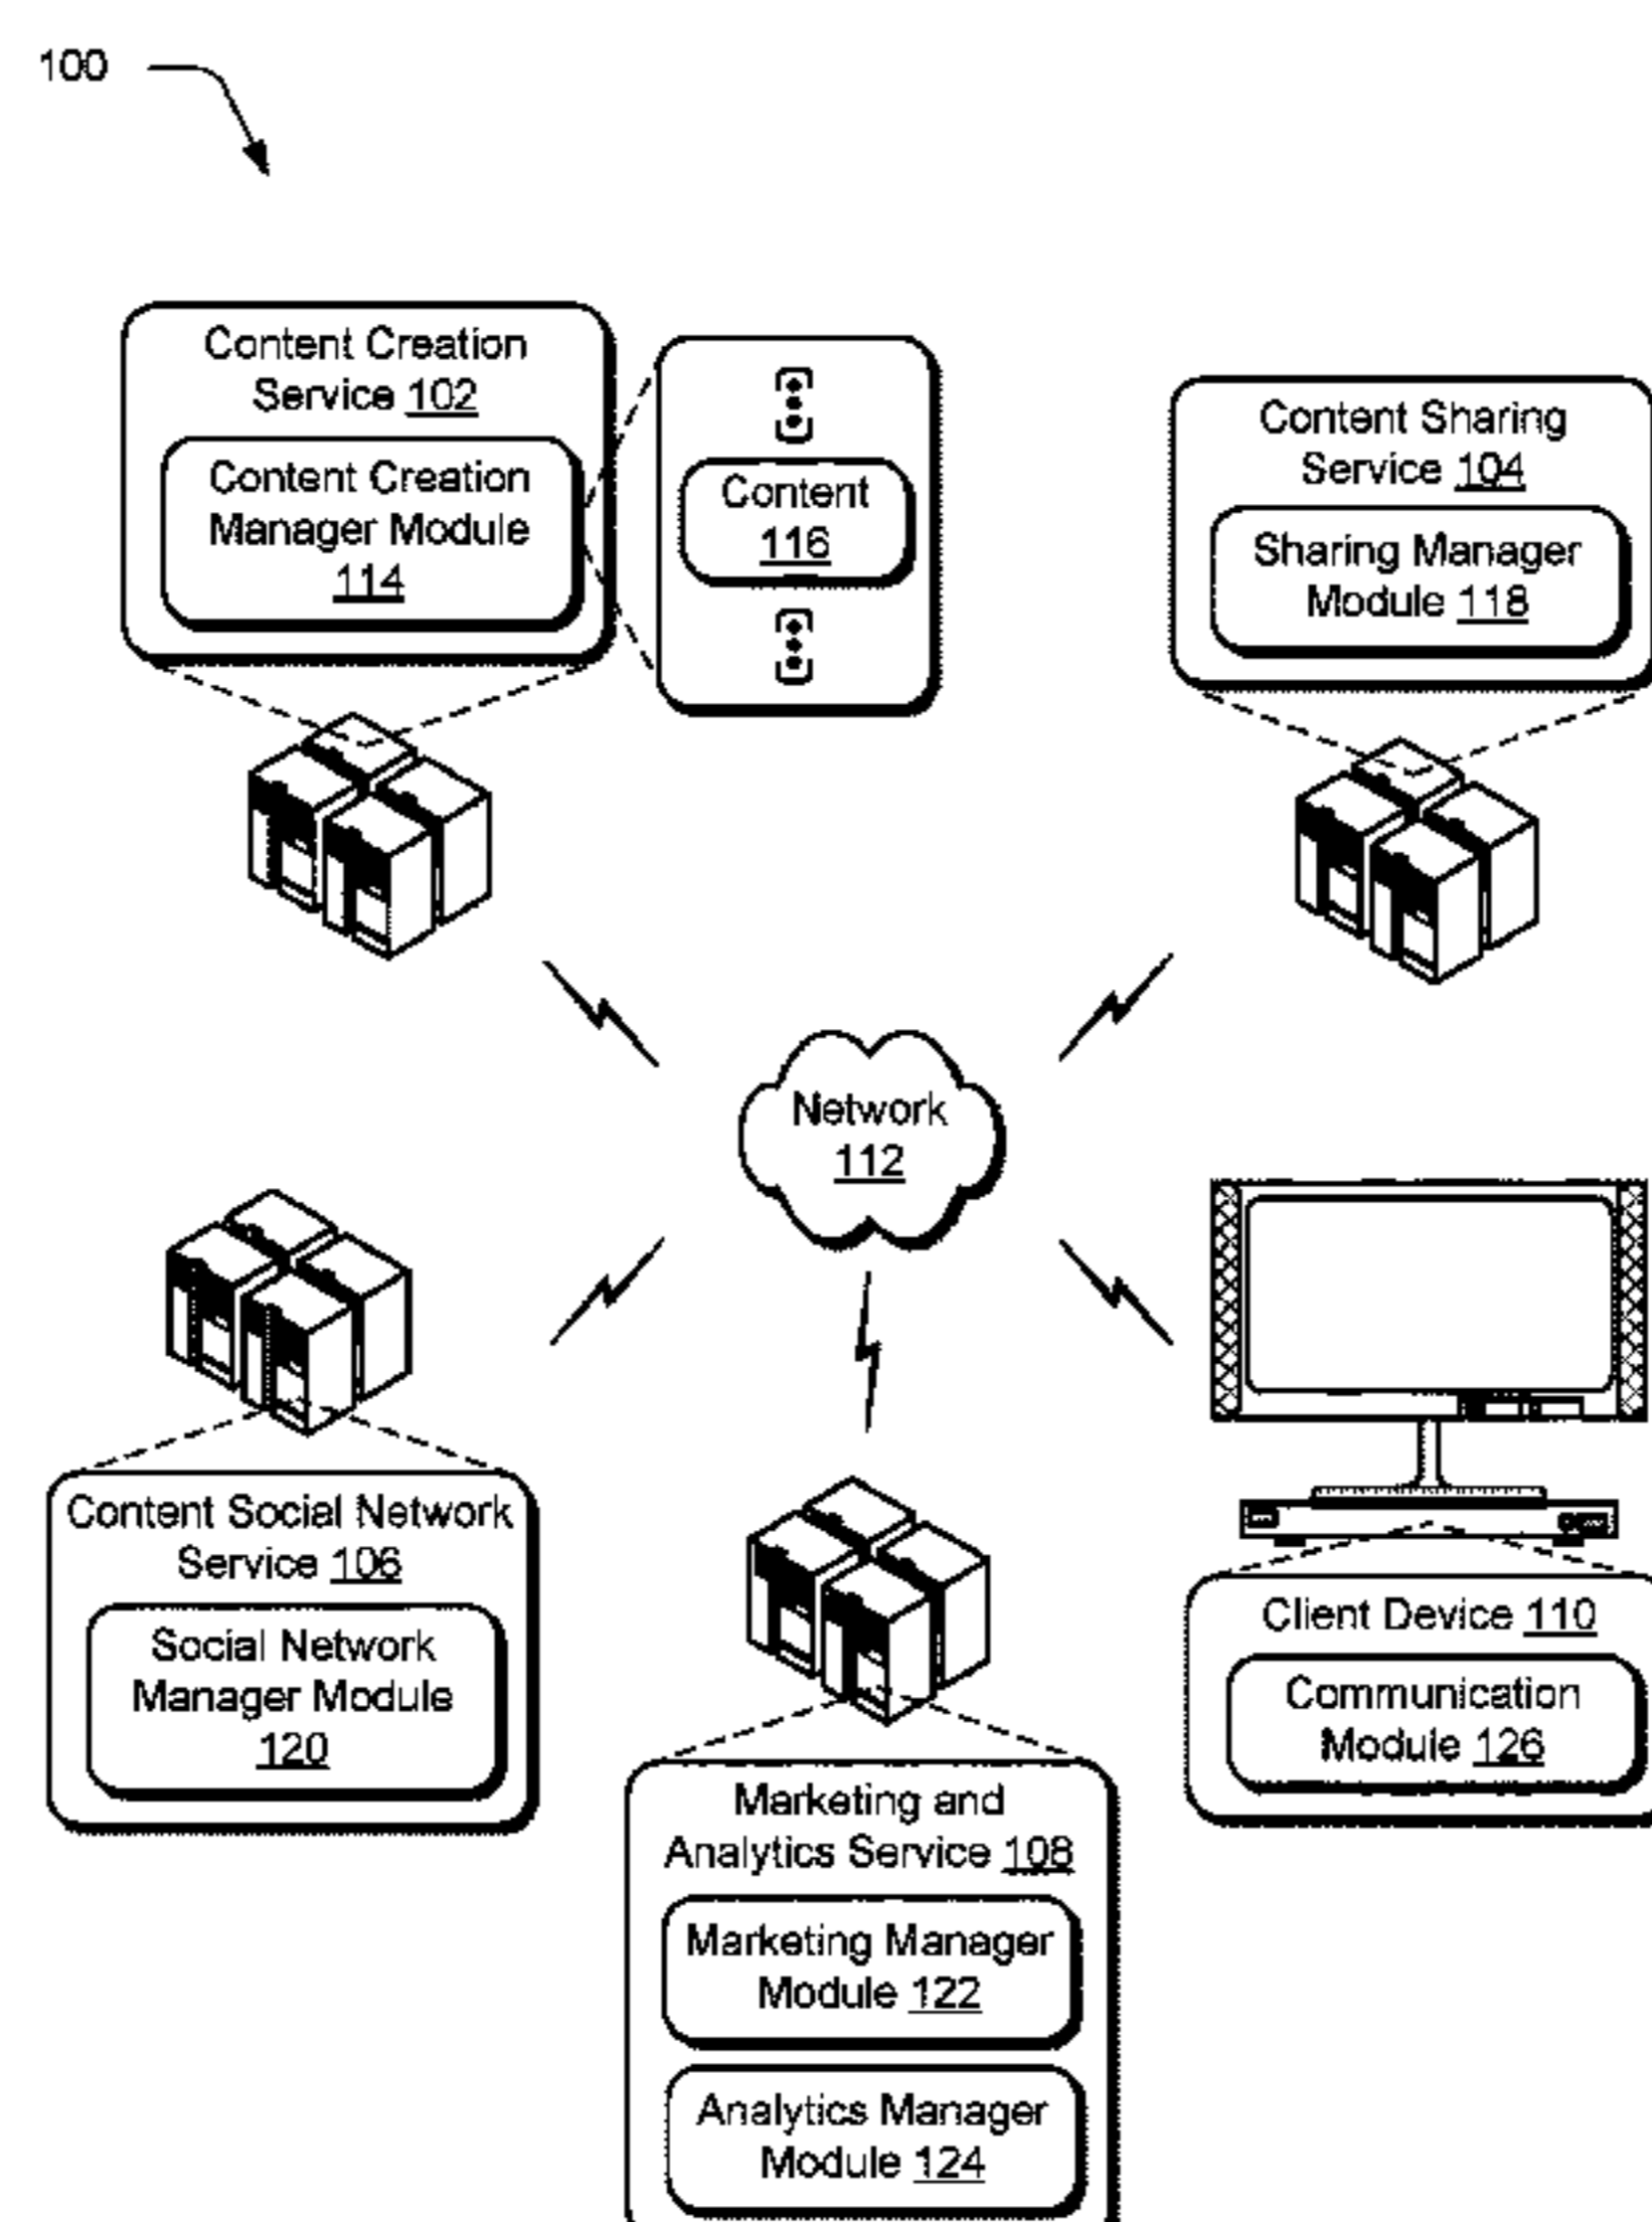 100
Content Creation
Service 102
Content Creation
Manager Module
114
Content
116
Content Sharing
Service 104
Sharing Manager
Module 118
Network
112
Content Social Network
Service 106
Social Network
Manager Module
120
Marketing and
Analytics Service 108
Marketing Manager
Module 122
Analytics Manager
Module 124
Client Device 110
Communication
Module 126